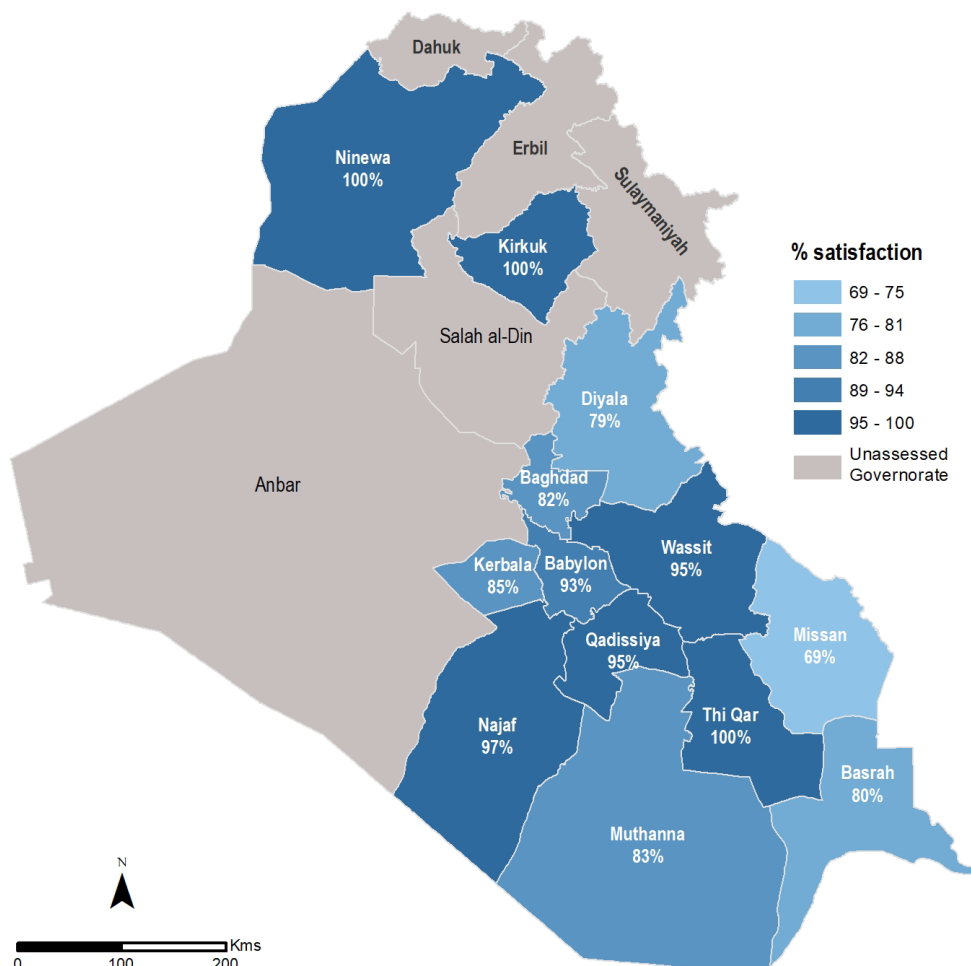 Dahuk
Ninewa
100%
Erbil
Sulaymaniyah
Kirkuk
100%
% satisfaction
69 - 75
76 - 81
82 - 88
89 - 94
95 - 100
Unassessed
Governorate
Salah al-Din
Diyala
79%
Anbar
Baghdad
82%
Wassit
95%
Kerbala
85%
Babylon
93%
Missan
69%
Qadissiya
95%
Najaf
97%
Thi Qar
100%
Basrah
80%
Muthanna
83%
N
Kms
0 100 200